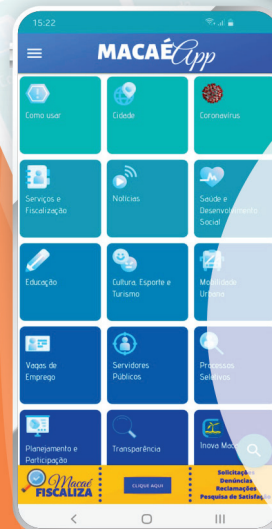 15:22
MACAÉ App
Como usar
Cidade
Coronavírus
Serviços e
Fiscalização
Notícias
Saúde e
Desenvolvimento
Social
Educação
Cultura, Esporte e
Turismo
Mobilidade
Urbana
Vagas de
Emprego
Servidores
Públicos
Processos
Seletivos
Planejamento e
Participação
Transparência
Inova Macaé
Macaé
FISCALIZA
CLIQUE AQUI
Solicitações
Denúncias
Reclamações
Pesquisa de Satisfação